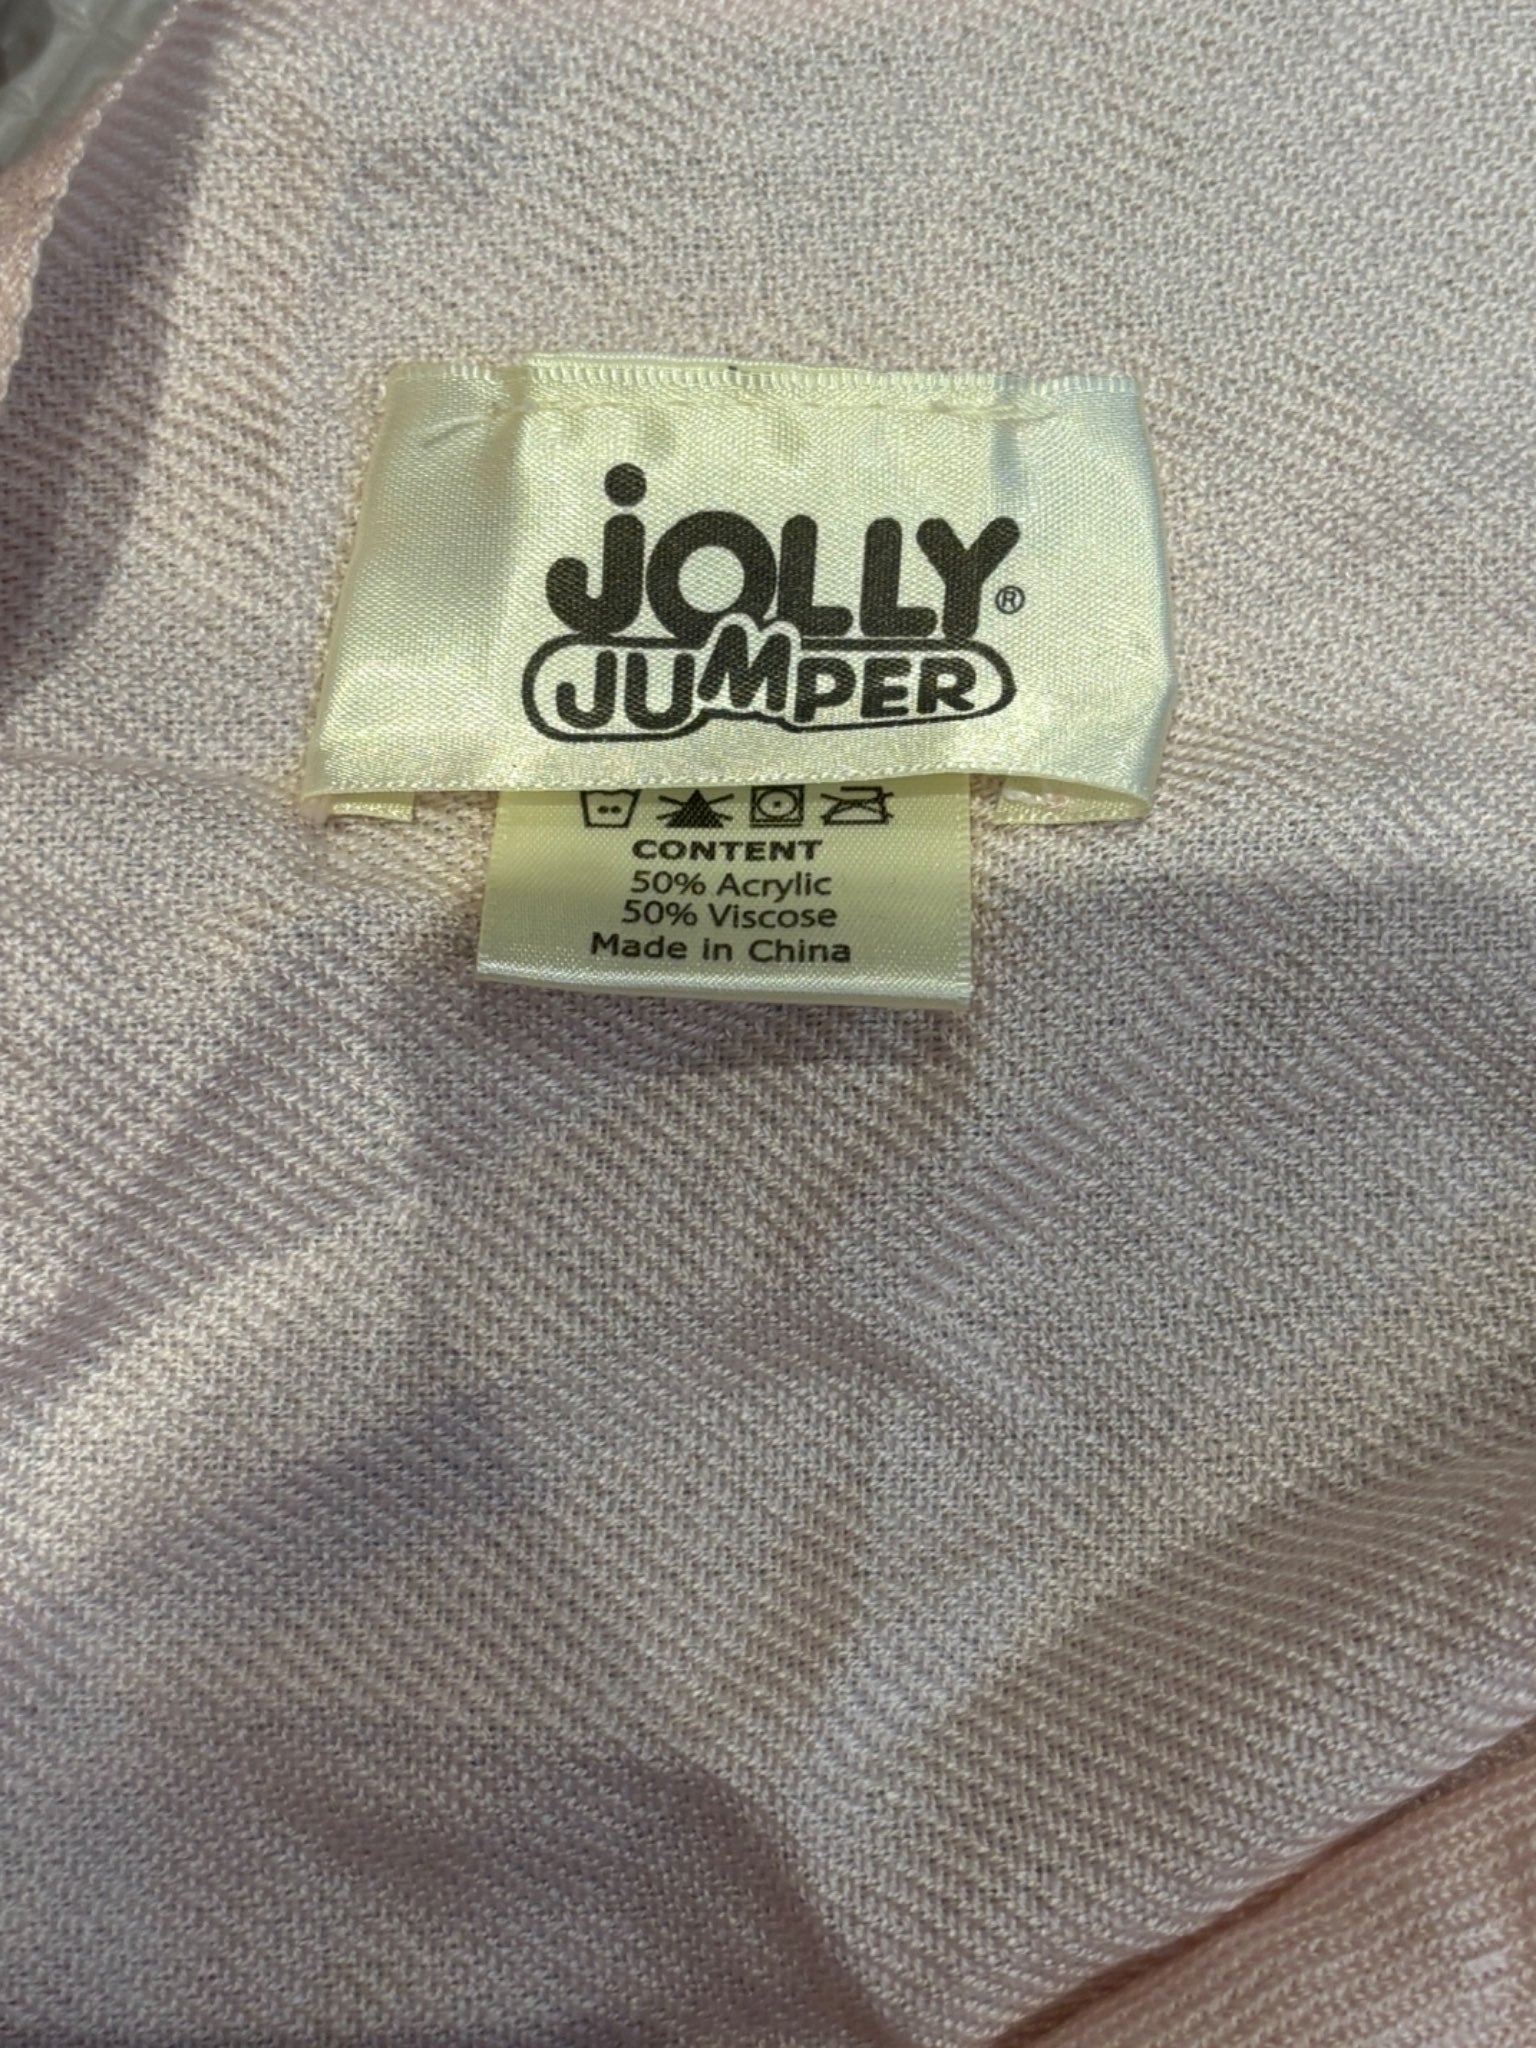 JOLLY®
JUMPER
CONTENT
50% Acrylic
50% Viscose
Made in China